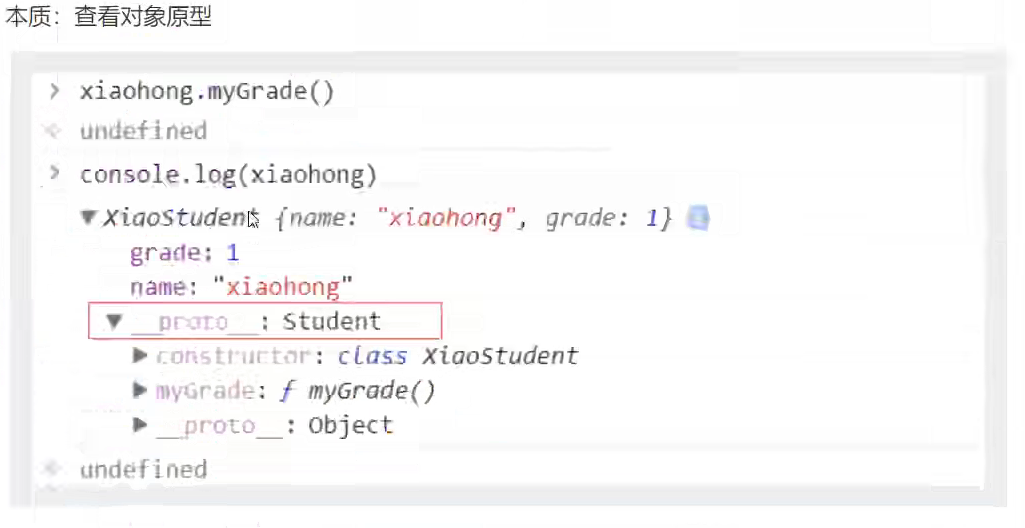 本质：查看对象原型
> xiaohong.myGrade()
< undefined
> console.log(xiaohong)
▼XiaoStudent {name: "xiaohong", grade: 1}
grade: 1
name: "xiaohong"
▼ __proto__: Student
▶ constructor: class XiaoStudent
▶ myGrade: ƒ myGrade()
▶ __proto__: Object
< undefined